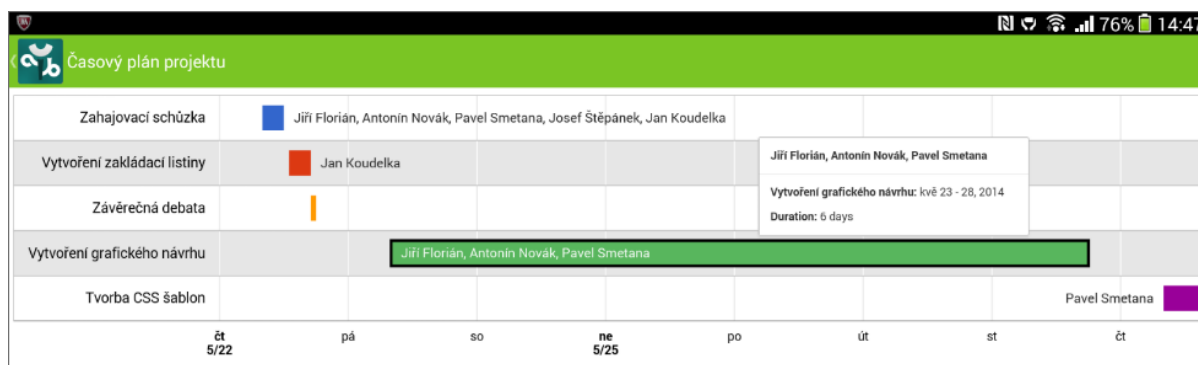 76% 14:47
Časový plán projektu
Zahajovací schůzka Jiří Florián, Antonín Novák, Pavel Smetana, Josef Štěpánek, Jan Koudelka
Vytvoření zakládací listiny Jan Koudelka
Jiří Florián, Antonín Novák, Pavel Smetana
Vytvoření grafického návrhu: kvě 23 - 28, 2014
Duration: 6 days
Závěrečná debata
Vytvoření grafického návrhu Jiří Florián, Antonín Novák, Pavel Smetana
Tvorba CSS šablon Pavel Smetana
čt pá so ne po út st čt
5/22 5/25